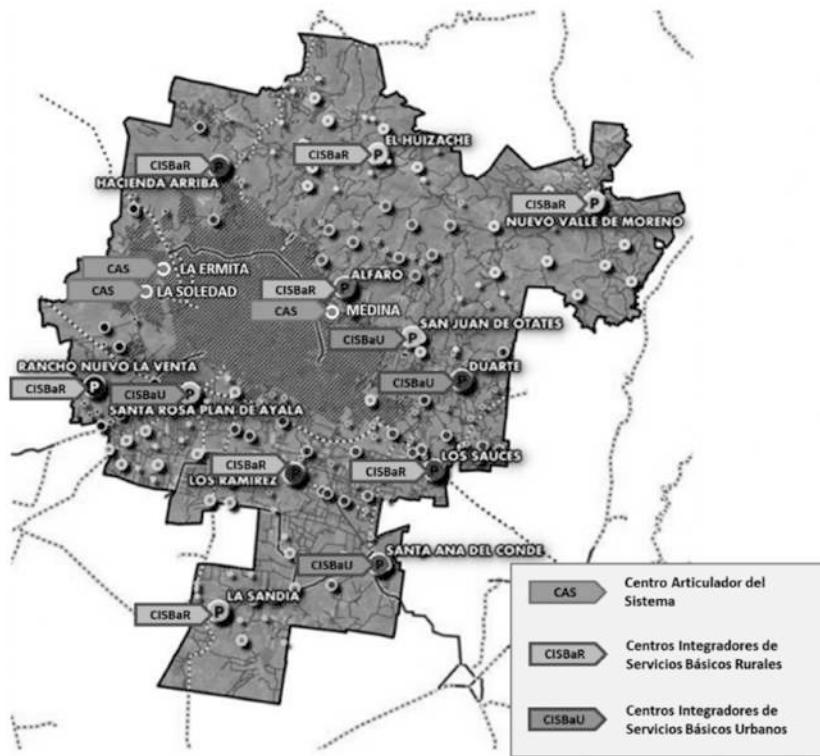 EL HUIZACHE
CISBaR
P
CISBaR
P
HACIENDA ARRIBA
CISBaR
P
NUEVO VALLE DE MORENO
CAS
LA ERMITA
CAS
LA SOLEDAD
ALFARO
CISBaR
P
CAS
MEDINA
SAN JUAN DE OTATES
CISBaU
P
DUARTE
CISBaU
P
RANCHO NUEVO LA VENTA
CISBaR
P
CISBaU
P
SANTA ROSA PLAN DE AYALA
CISBaR
P
LOS RAMIREZ
LOS SAUCES
CISBaR
P
SANTA ANA DEL CONDE
CISBaU
P
LA SANDIA
CISBaR
P
CAS
Centro Articulador del
Sistema
CISBaR
Centros Integradores de
Servicios Básicos Rurales
CISBaU
Centros Integradores de
Servicios Básicos Urbanos